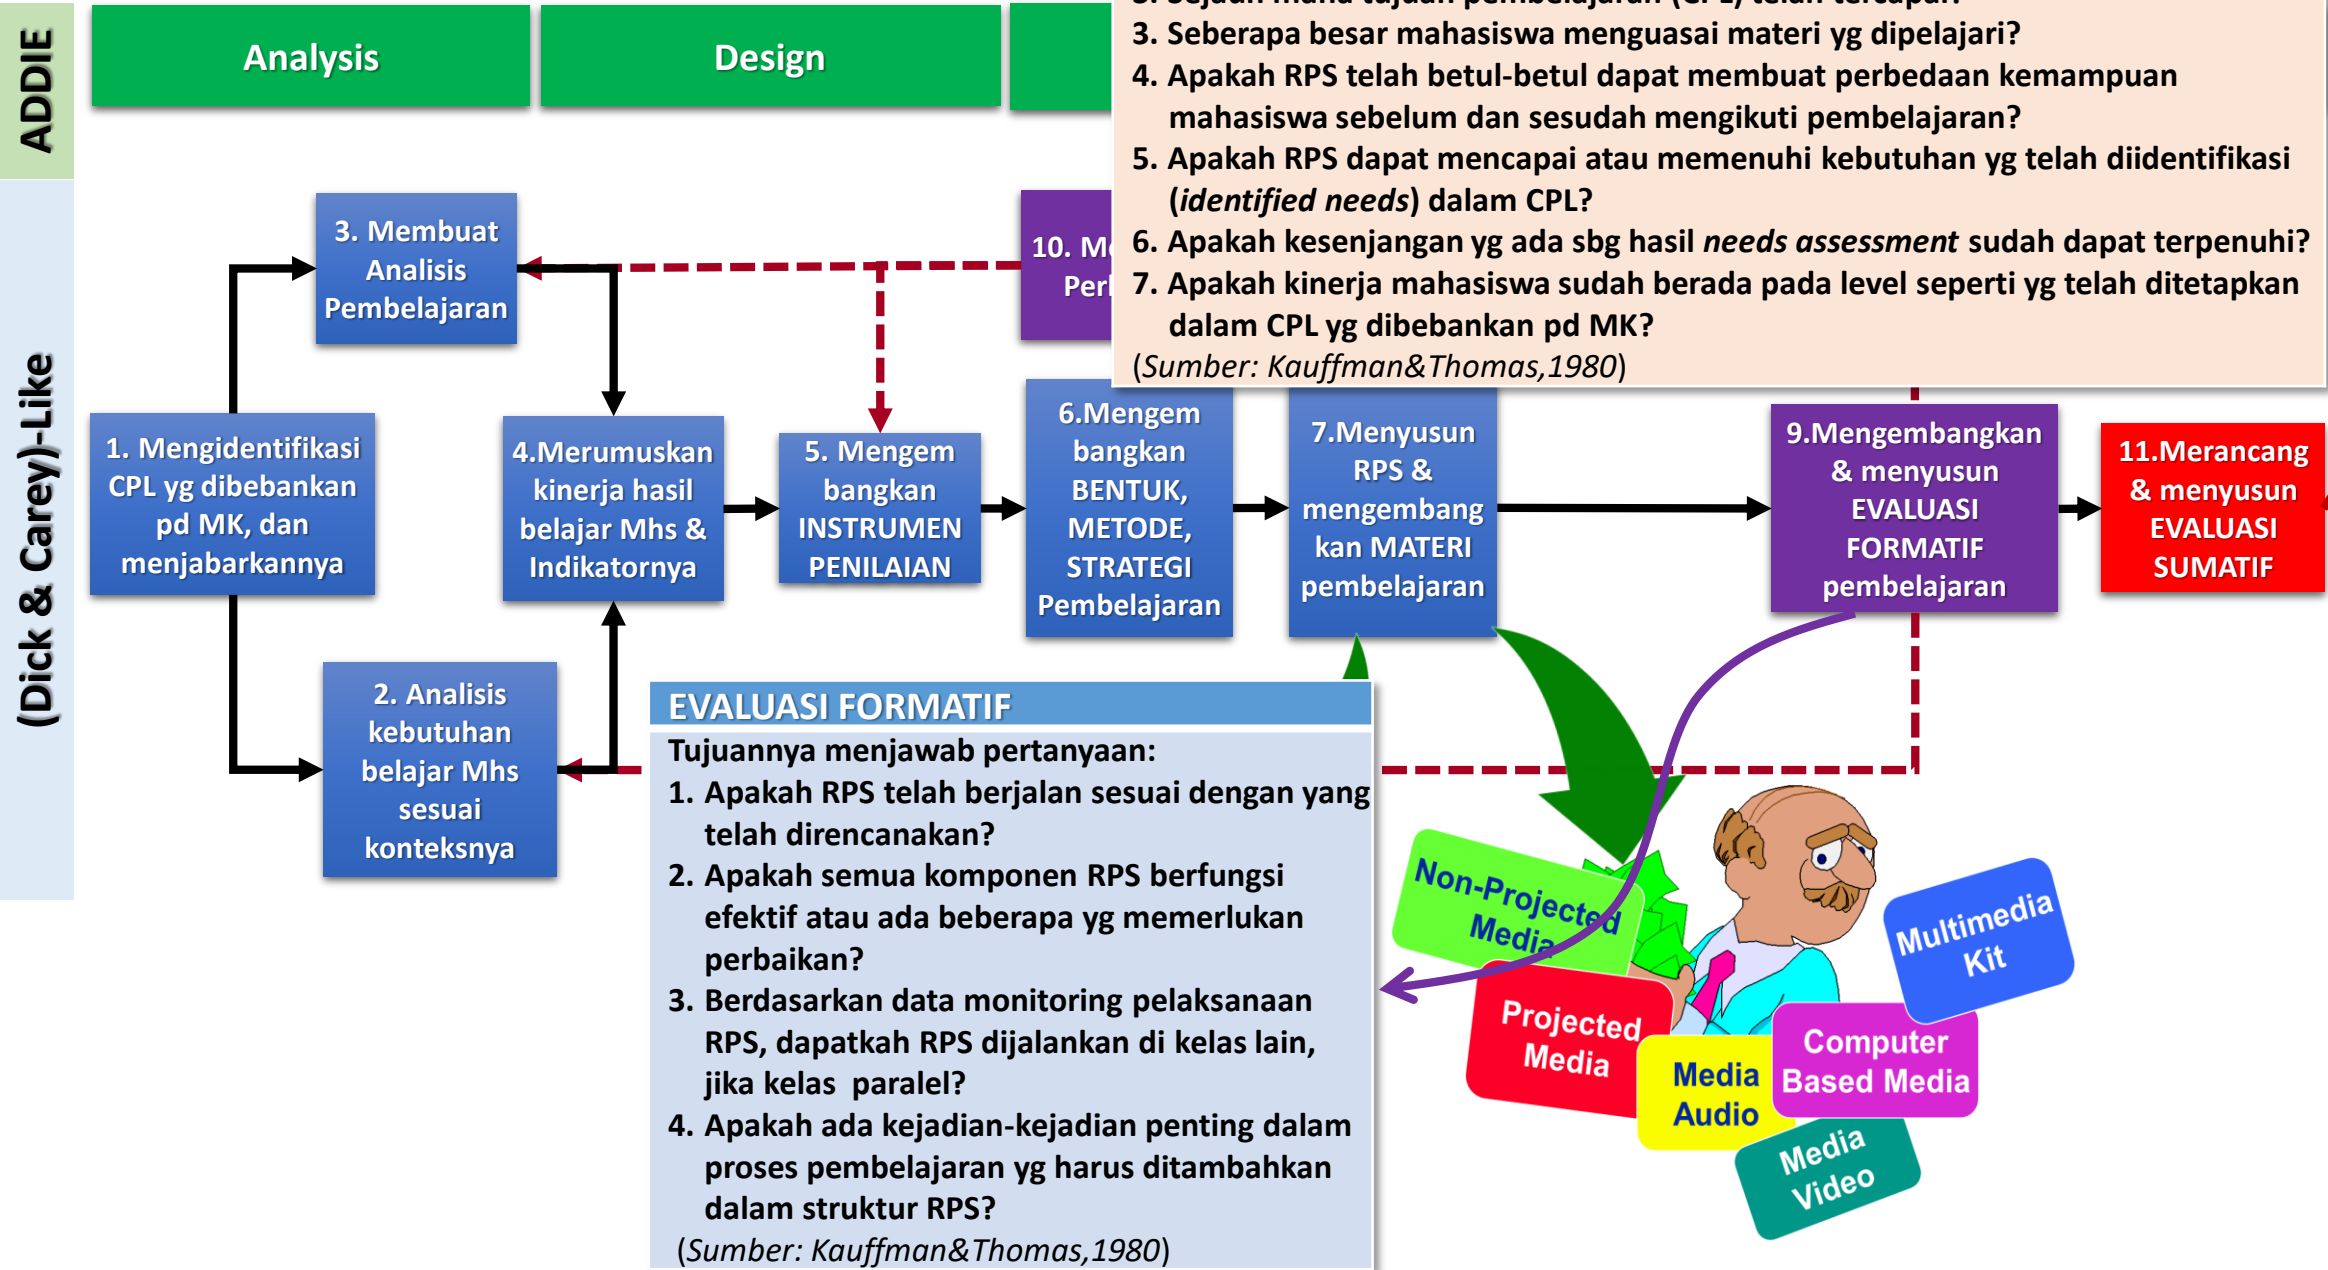 ADDIE
Analysis
Design
3. Seberapa besar mahasiswa menguasai materi yg dipelajari?
4. Apakah RPS telah betul-betul dapat membuat perbedaan kemampuan
mahasiswa sebelum dan sesudah mengikuti pembelajaran?
5. Apakah RPS dapat mencapai atau memenuhi kebutuhan yg telah diidentifikasi
(identified needs) dalam CPL?
6. Apakah kesenjangan yg ada sbg hasil needs assessment sudah dapat terpenuhi?
7. Apakah kinerja mahasiswa sudah berada pada level seperti yg telah ditetapkan
dalam CPL yg dibebankan pd MK?
(Sumber: Kauffman&Thomas,1980)
(Dick & Carey)-Like
3. Membuat
Analisis
Pembelajaran
10.
1. Mengidentifikasi
CPL yg dibebankan
pd MK, dan
menjabarkannya
4.Merumuskan
kinerja hasil
belajar Mhs &
Indikatornya
5. Mengem
bangkan
INSTRUMEN
PENILAIAN
6.Mengem
bangkan
BENTUK,
METODE,
STRATEGI
Pembelajaran
7.Menyusun
RPS &
mengembang
kan MATERI
pembelajaran
9.Mengembangkan
& menyusun
EVALUASI
FORMATIF
pembelajaran
11.Merancang
& menyusun
EVALUASI
SUMATIF
2. Analisis
kebutuhan
belajar Mhs
sesuai
konteksnya
EVALUASI FORMATIF
Tujuannya menjawab pertanyaan:
1. Apakah RPS telah berjalan sesuai dengan yang
telah direncanakan?
2. Apakah semua komponen RPS berfungsi
efektif atau ada beberapa yg memerlukan
perbaikan?
3. Berdasarkan data monitoring pelaksanaan
RPS, dapatkah RPS dijalankan di kelas lain,
jika kelas paralel?
4. Apakah ada kejadian-kejadian penting dalam
proses pembelajaran yg harus ditambahkan
dalam struktur RPS?
(Sumber: Kauffman&Thomas,1980)
Non-Projected
Media
Projected
Media
Media
Audio
Computer
Based Media
Multimedia
Kit
Media
Video